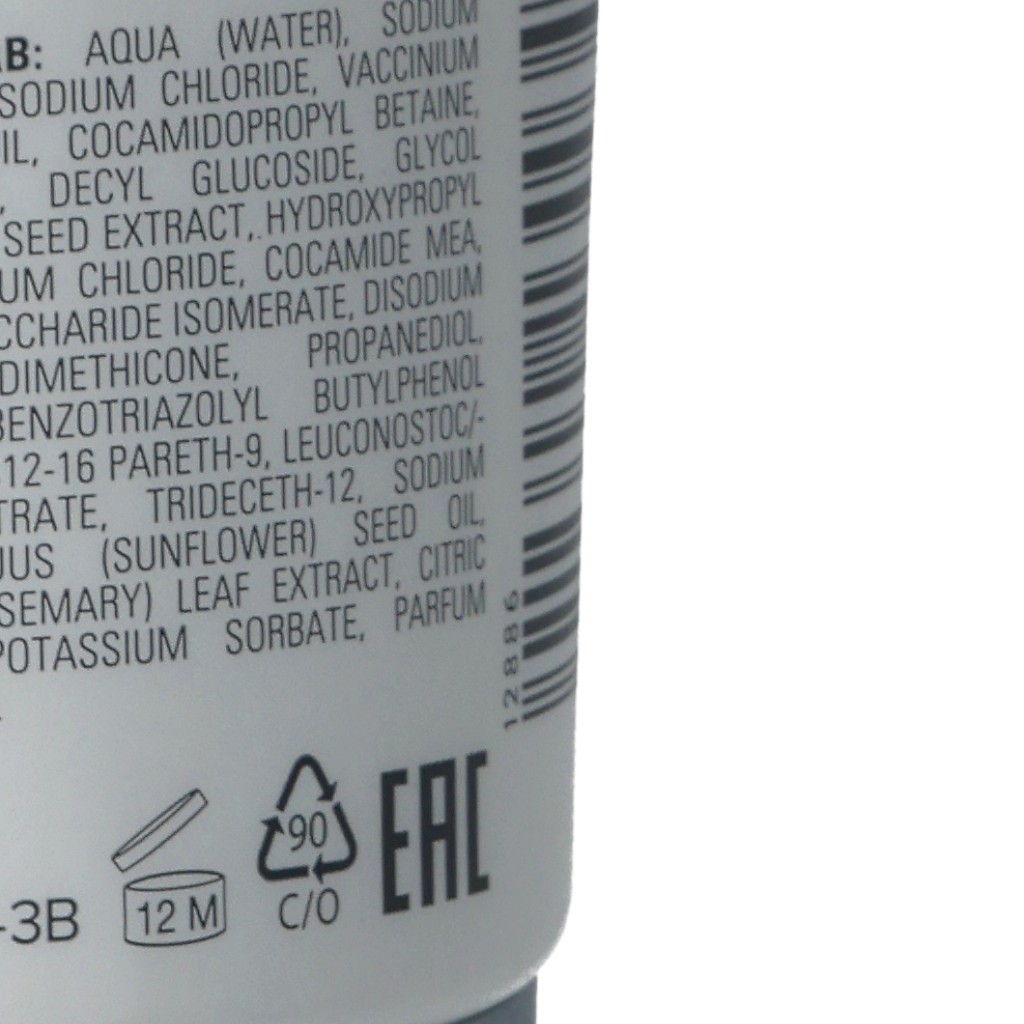 AB: AQUA (WATER), SODIUM
SODIUM CHLORIDE, VACCINIUM
IL, COCAMIDOPROPYL BETAINE,
, DECYL GLUCOSIDE, GLYCOL
SEED EXTRACT, HYDROXYPROPYL
UM CHLORIDE, COCAMIDE MEA,
CCHARIDE ISOMERATE, DISODIUM
DIMETHICONE, PROPANEDIOL,
BENZOTRIAZOLYL BUTYLPHENOL
12-16 PARETH-9, LEUCONOSTOC/-
TRATE, TRIDECETH-12, SODIUM
UUS (SUNFLOWER) SEED OIL,
SEMARY) LEAF EXTRACT, CITRIC
POTASSIUM SORBATE, PARFUM
128866
-3B
12 M
90
C/O
EAC